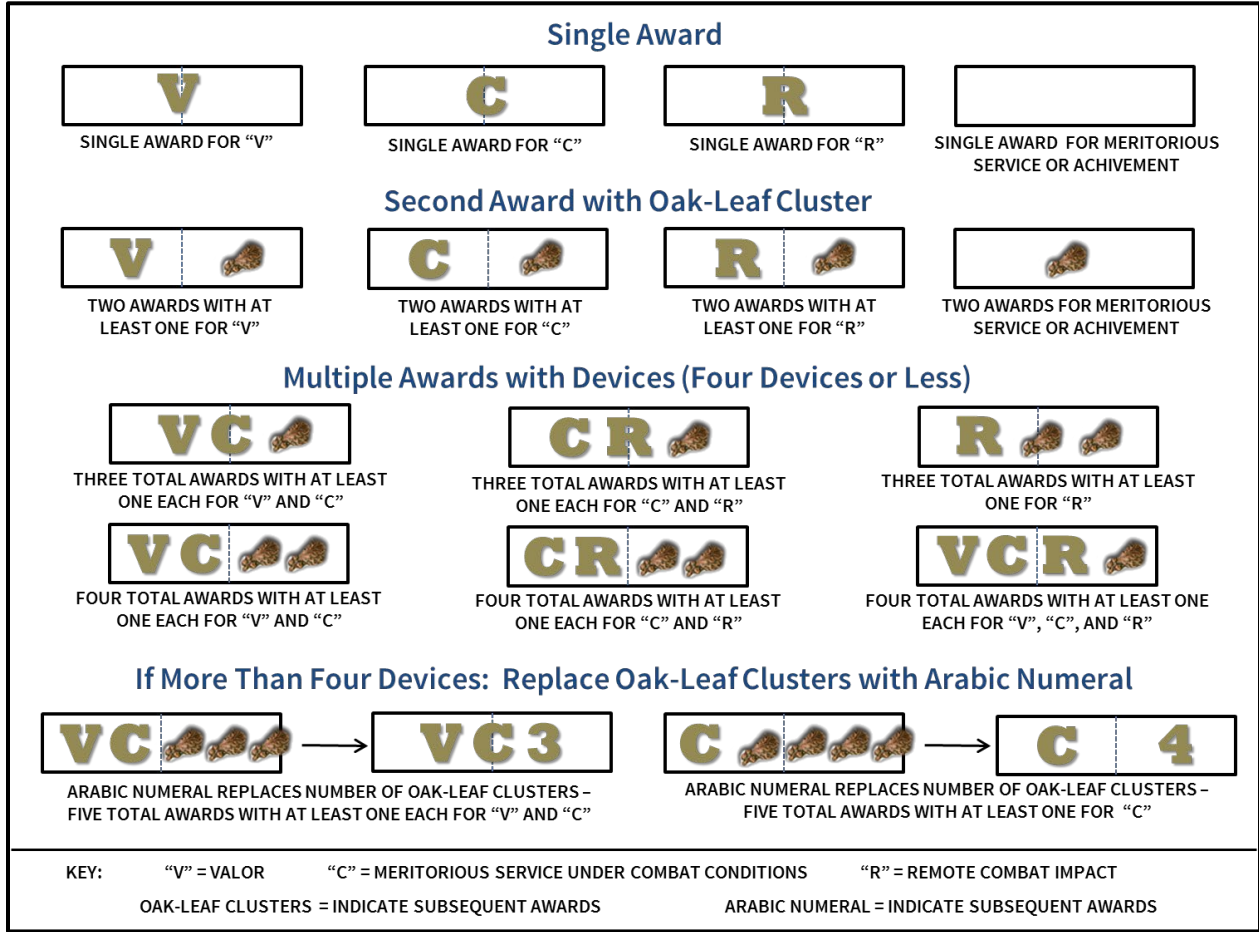 Single Award
V
C
R
SINGLE AWARD FOR “V”
SINGLE AWARD FOR “C”
SINGLE AWARD FOR “R”
SINGLE AWARD FOR MERITORIOUS
SERVICE OR ACHIVEMENT
Second Award with Oak-Leaf Cluster
V
C
R
TWO AWARDS WITH AT
LEAST ONE FOR “V”
TWO AWARDS WITH AT
LEAST ONE FOR “C”
TWO AWARDS WITH AT
LEAST ONE FOR “R”
TWO AWARDS FOR MERITORIOUS
SERVICE OR ACHIVEMENT
Multiple Awards with Devices (Four Devices or Less)
V C
C R
R
THREE TOTAL AWARDS WITH AT LEAST
ONE EACH FOR “V” AND “C”
THREE TOTAL AWARDS WITH AT LEAST
ONE EACH FOR “C” AND “R”
THREE TOTAL AWARDS WITH AT LEAST
ONE FOR “R”
V C
C R
V C R
FOUR TOTAL AWARDS WITH AT LEAST
ONE EACH FOR “V” AND “C”
FOUR TOTAL AWARDS WITH AT LEAST
ONE EACH FOR “C” AND “R”
FOUR TOTAL AWARDS WITH AT LEAST ONE
EACH FOR “V”, “C”, AND “R”
If More Than Four Devices: Replace Oak-Leaf Clusters with Arabic Numeral
V C
V C 3
C
C 4
ARABIC NUMERAL REPLACES NUMBER OF OAK-LEAF CLUSTERS –
FIVE TOTAL AWARDS WITH AT LEAST ONE EACH FOR “V” AND “C”
ARABIC NUMERAL REPLACES NUMBER OF OAK-LEAF CLUSTERS –
FIVE TOTAL AWARDS WITH AT LEAST ONE FOR “C”
KEY: “V” = VALOR “C” = MERITORIOUS SERVICE UNDER COMBAT CONDITIONS “R” = REMOTE COMBAT IMPACT
OAK-LEAF CLUSTERS = INDICATE SUBSEQUENT AWARDS ARABIC NUMERAL = INDICATE SUBSEQUENT AWARDS